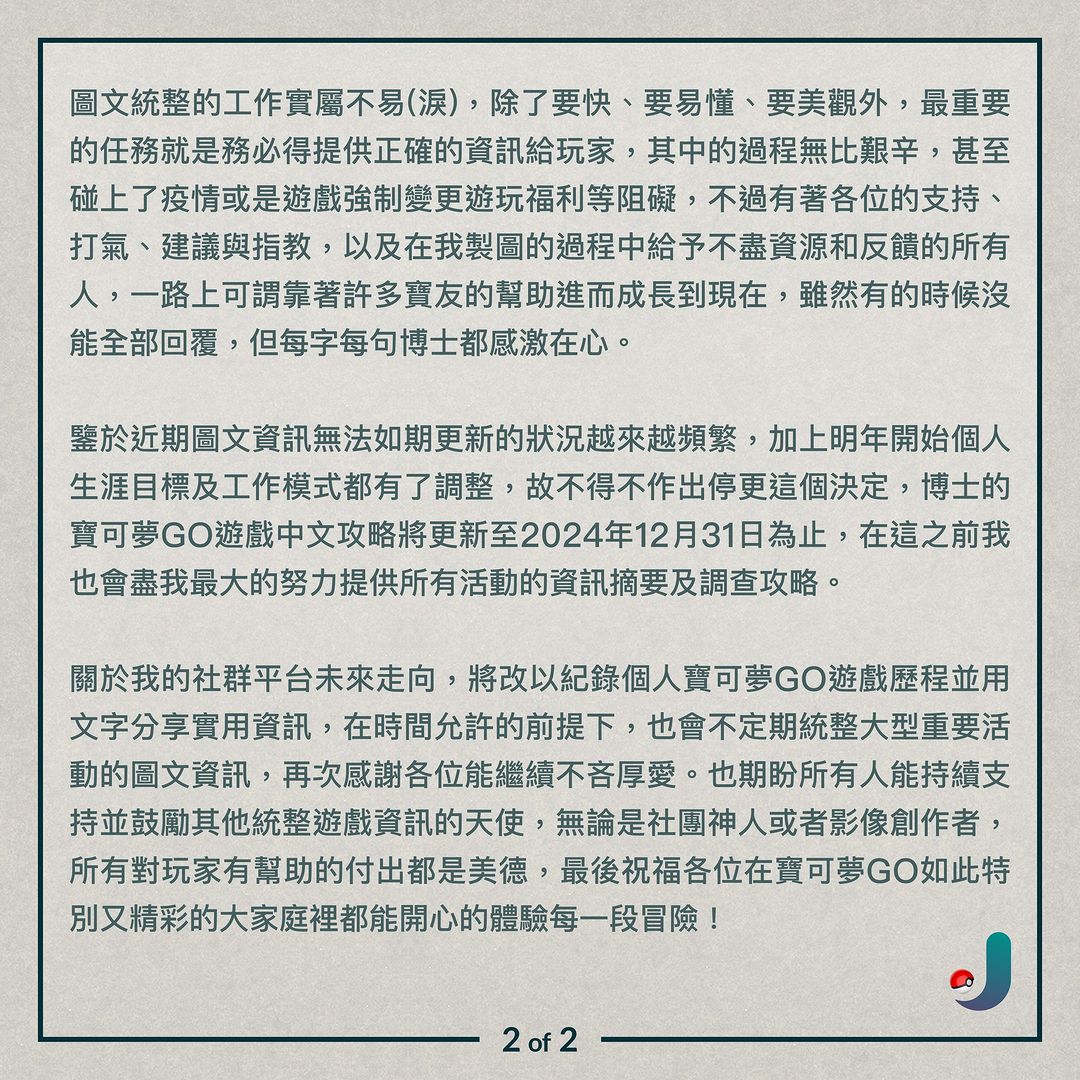 圖文統整的工作實屬不易(淚)，除了要快、要易懂、要美觀外，最重要
的任務就是務必得提供正確的資訊給玩家，其中的過程無比艱辛，甚至
碰上了疫情或是遊戲強制變更遊玩福利等阻礙，不過有著各位的支持、
打氣、建議與指教，以及在我製圖的過程中給予不盡資源和反饋的所有
人，一路上可謂靠著許多寶友的幫助進而成長到現在，雖然有的時候沒
能全部回覆，但每字每句博士都感激在心。

鑒於近期圖文資訊無法如期更新的狀況越來越頻繁，加上明年開始個人
生涯目標及工作模式都有了調整，故不得不作出停更這個決定，博士的
寶可夢GO遊戲中文攻略將更新至2024年12月31日為止，在這之前我
也會盡我最大的努力提供所有活動的資訊摘要及調查攻略。

關於我的社群平台未來走向，將改以紀錄個人寶可夢GO遊戲歷程並用
文字分享實用資訊，在時間允許的前提下，也會不定期統整大型重要活
動的圖文資訊，再次感謝各位能繼續不吝厚愛。也期盼所有人能持續支
持並鼓勵其他統整遊戲資訊的天使，無論是社團神人或者影像創作者，
所有對玩家有幫助的付出都是美德，最後祝福各位在寶可夢GO如此特
別又精彩的大家庭裡都能開心的體驗每一段冒險！
J
2 of 2